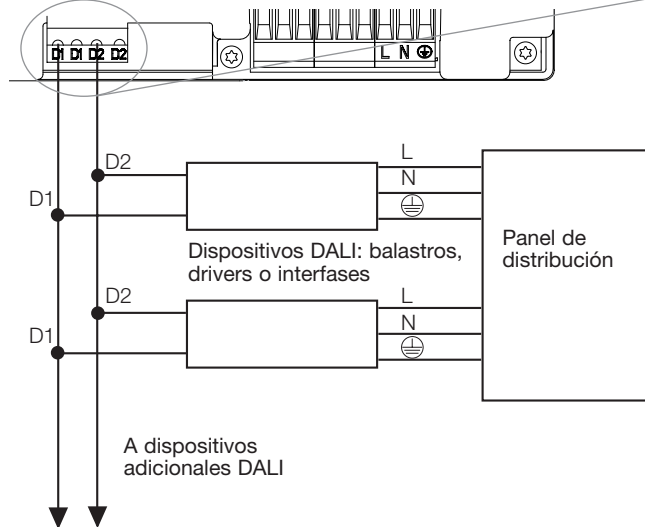 D1 D1 D2 D2
L N
D2
L
N
D1
Dispositivos DALI: balastros,
drivers o interfases
Panel de
distribución
D2
L
N
D1
A dispositivos
adicionales DALI